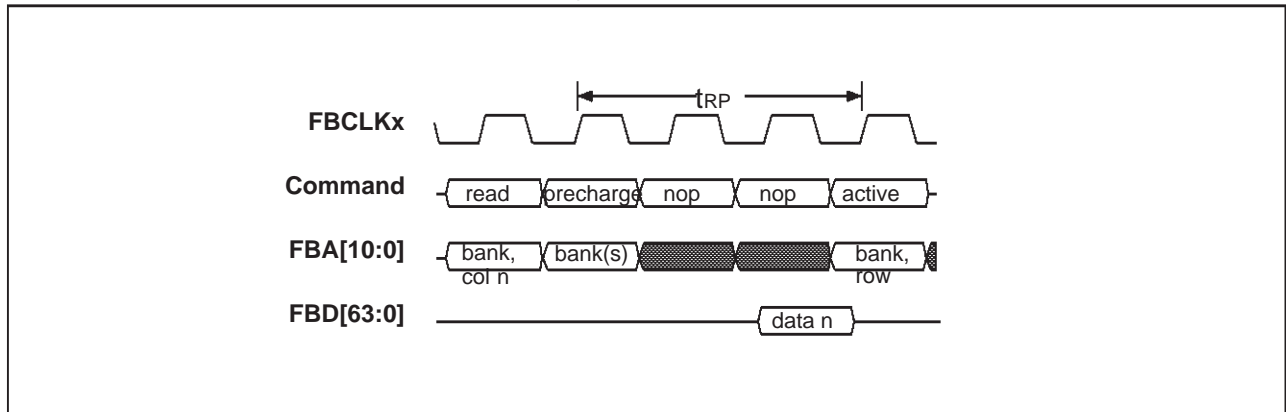 tRP
FBCLKx
Command read precharge nop nop active
FBA[10:0] bank, col n bank(s) bank, row
FBD[63:0] data n